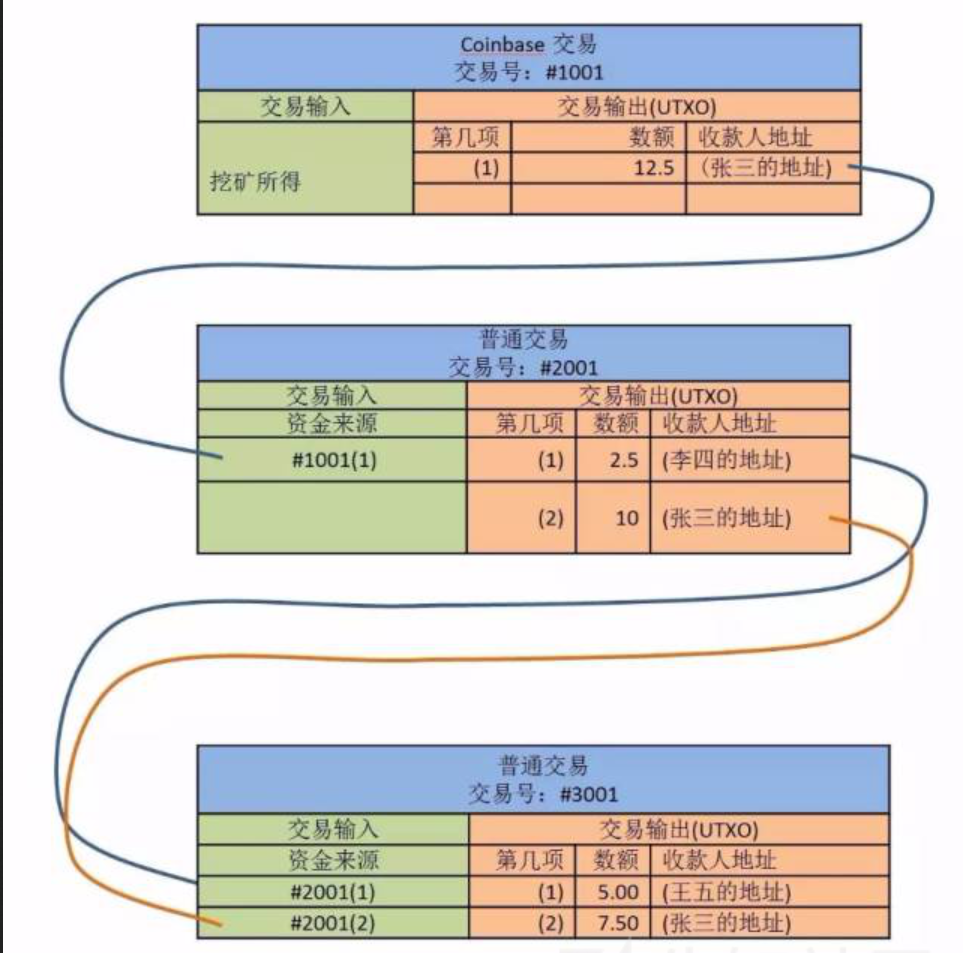 Coinbase 交易
交易号：#1001
交易输入 交易输出(UTXO)
第几项 数额 收款人地址
挖矿所得 (1) 12.5 （张三的地址)
普通交易
交易号：#2001
交易输入 交易输出(UTXO)
资金来源 第几项 数额 收款人地址
#1001(1) (1) 2.5 (李四的地址)
(2) 10 (张三的地址)
普通交易
交易号：#3001
交易输入 交易输出(UTXO)
资金来源 第几项 数额 收款人地址
#2001(1) (1) 5.00 (王五的地址)
#2001(2) (2) 7.50 (张三的地址)